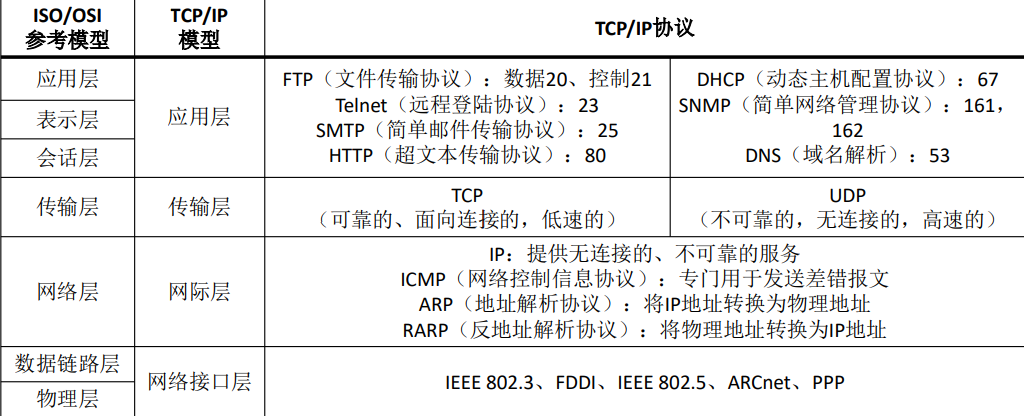 ISO/OSI
参考模型
TCP/IP
模型
TCP/IP协议
应用层
表示层
会话层
应用层
FTP（文件传输协议）：数据20、控制21
Telnet（远程登陆协议）：23
SMTP（简单邮件传输协议）：25
HTTP（超文本传输协议）：80
DHCP（动态主机配置协议）：67
SNMP（简单网络管理协议）：161，
162
DNS（域名解析）：53
传输层
传输层
TCP
（可靠的、面向连接的，低速的）
UDP
（不可靠的，无连接的，高速的）
网络层
网际层
IP：提供无连接的、不可靠的服务
ICMP（网络控制信息协议）：专门用于发送差错报文
ARP（地址解析协议）：将IP地址转换为物理地址
RARP（反地址解析协议）：将物理地址转换为IP地址
数据链路层
物理层
网络接口层
IEEE 802.3、FDDI、IEEE 802.5、ARCnet、PPP